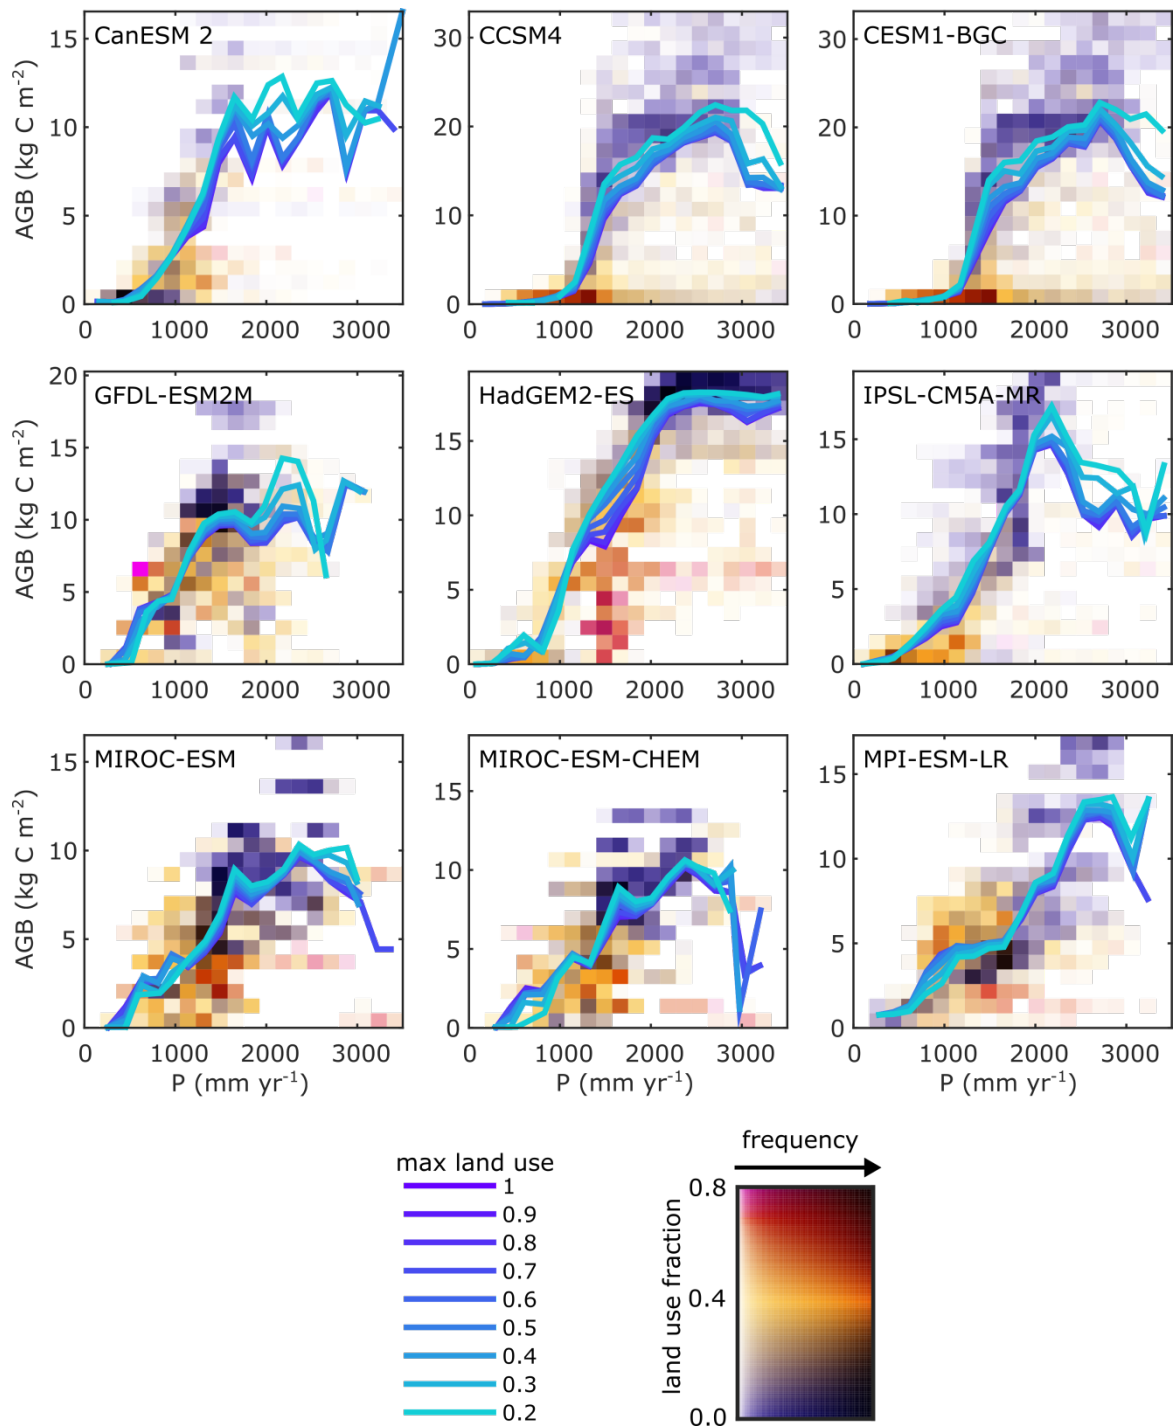 CanESM 2
CCSM4
CESM1-BGC
AGB (kg C m-2)
15
10
5
0
30
20
10
0
30
20
10
0
0 1000 2000 3000
0 1000 2000 3000
0 1000 2000 3000
GFDL-ESM2M
HadGEM2-ES
IPSL-CM5A-MR
AGB (kg C m-2)
20
15
10
5
0
15
10
5
0
15
10
5
0
0 1000 2000 3000
0 1000 2000 3000
0 1000 2000 3000
MIROC-ESM
MIROC-ESM-CHEM
MPI-ESM-LR
AGB (kg C m-2)
15
10
5
0
15
10
5
0
15
10
5
0
0 1000 2000 3000
0 1000 2000 3000
0 1000 2000 3000
P (mm yr-1)
P (mm yr-1)
P (mm yr-1)
max land use
1
0.9
0.8
0.7
0.6
0.5
0.4
0.3
0.2
frequency
land use fraction
0.8
0.4
0.0